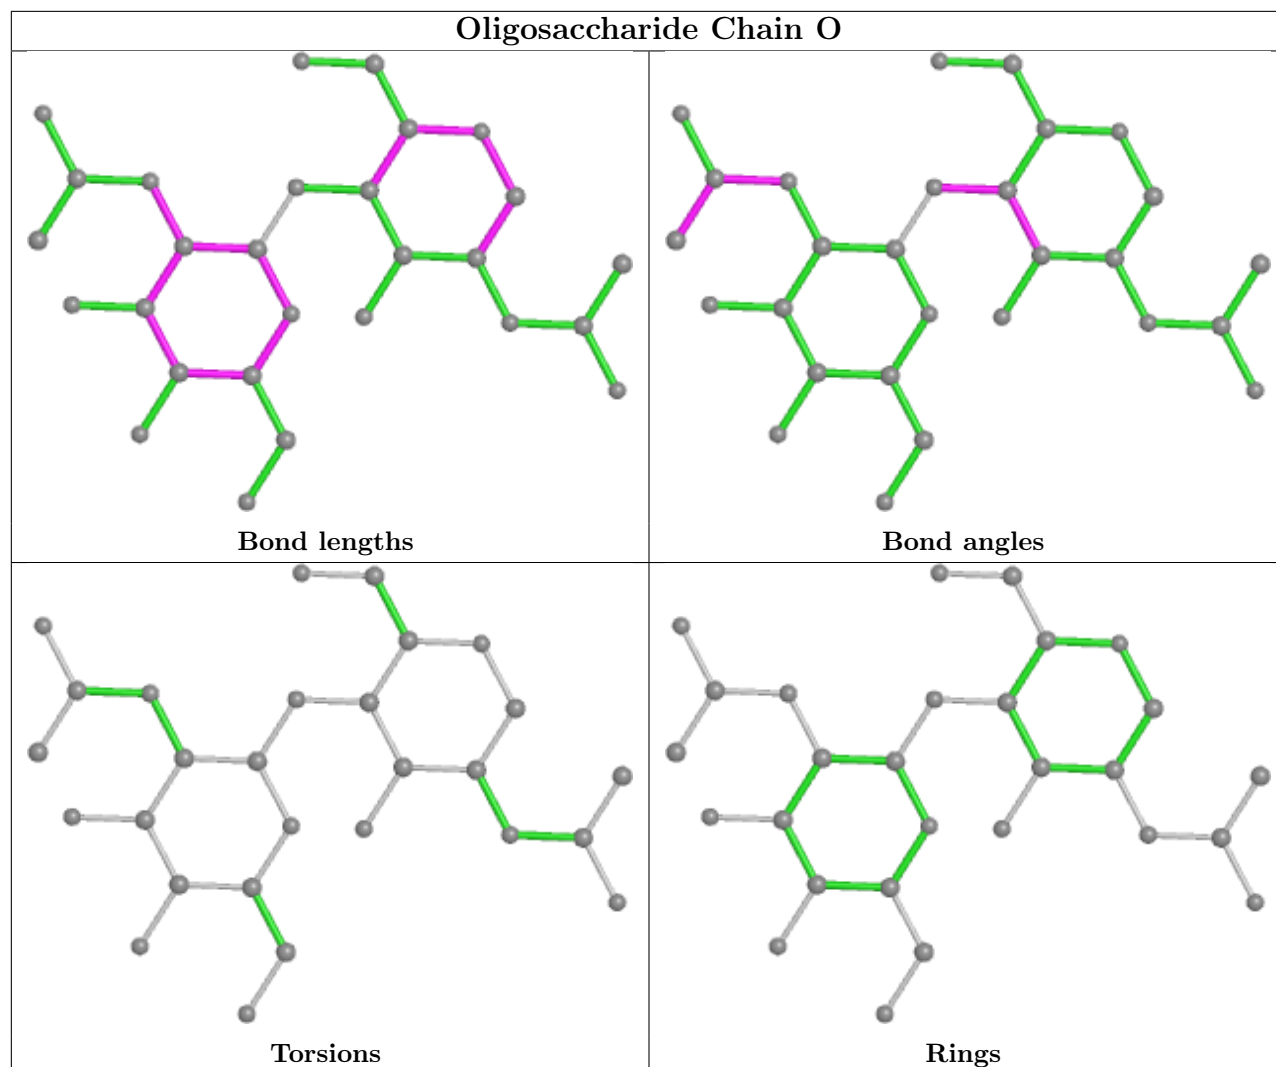 Oligosaccharide Chain O
Bond lengths
Bond angles
Torsions
Rings